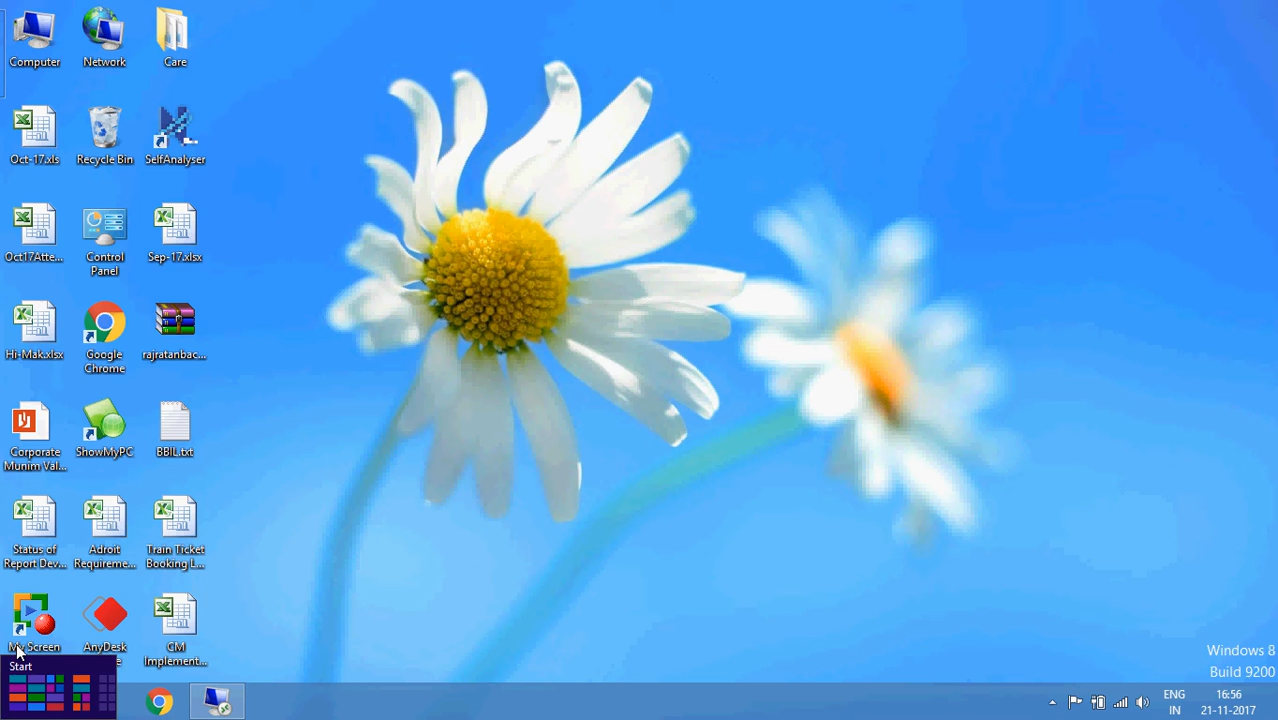 Computer
Network
Care
Oct-17.xls
Recycle Bin
SelfAnalyser
Oct17Atte...
Control
Panel
Sep-17.xlsx
Hi-Mak.xlsx
Google
Chrome
rajratanbac...
Corporate
Munim Val...
ShowMyPC
BBIL.txt
Status of
Report Dev...
Adroit
Requireme...
Train Ticket
Booking L...
My Screen
AnyDesk
CM
Implement...
Start
Windows 8
Build 9200
ENG
IN
16:56
21-11-2017